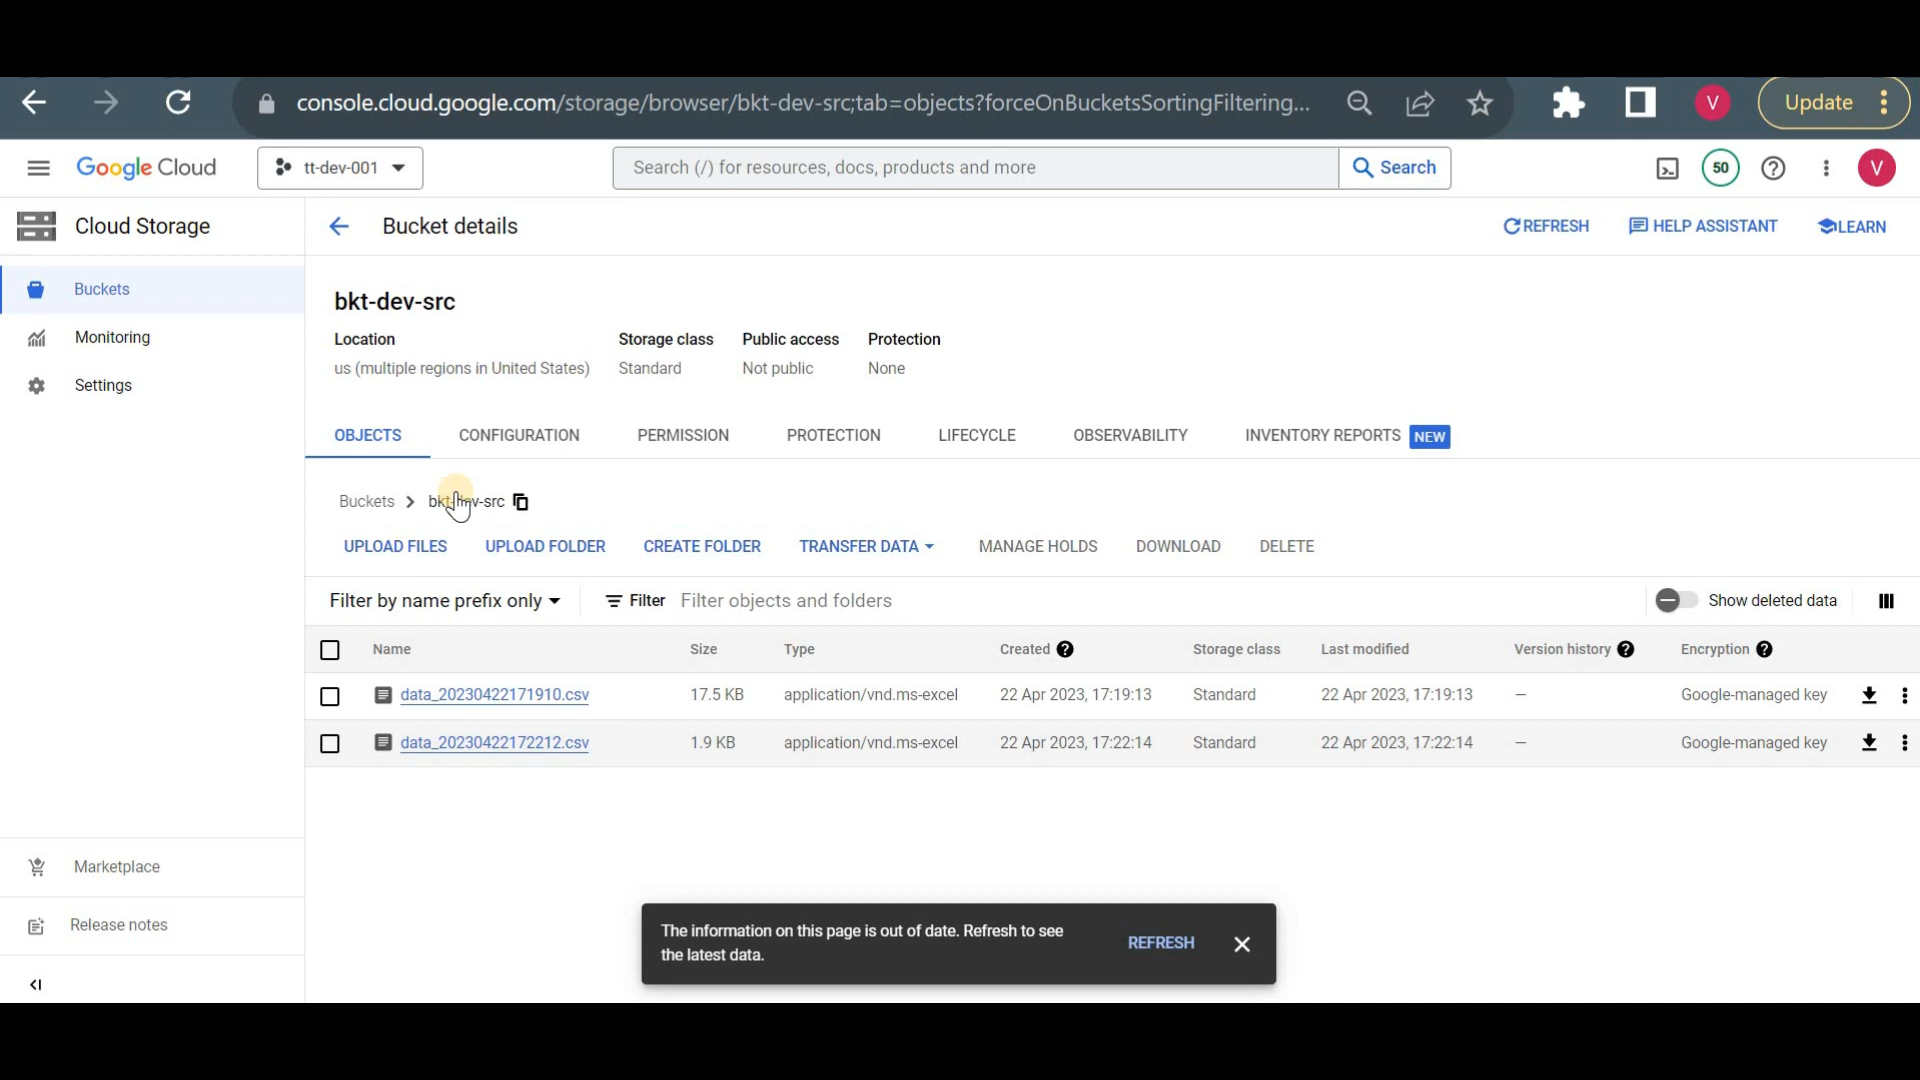 console.cloud.google.com/storage/browser/bkt-dev-src;tab=objects?forceOnBucketsSortingFiltering...
V
Update
Google Cloud
tt-dev-001
Search (/) for resources, docs, products and more
Search
50
V
Cloud Storage
Bucket details
REFRESH
HELP ASSISTANT
LEARN
Buckets
Monitoring
Settings
bkt-dev-src
Location Storage class Public access Protection
us (multiple regions in United States) Standard Not public None
OBJECTS CONFIGURATION PERMISSION PROTECTION LIFECYCLE OBSERVABILITY INVENTORY REPORTS NEW
Buckets > bkt-dev-src
UPLOAD FILES UPLOAD FOLDER CREATE FOLDER TRANSFER DATA MANAGE HOLDS DOWNLOAD DELETE
Filter by name prefix only Filter Filter objects and folders Show deleted data
Name Size Type Created Storage class Last modified Version history Encryption
data_20230422171910.csv 17.5 KB application/vnd.ms-excel 22 Apr 2023, 17:19:13 Standard 22 Apr 2023, 17:19:13 — Google-managed key
data_20230422172212.csv 1.9 KB application/vnd.ms-excel 22 Apr 2023, 17:22:14 Standard 22 Apr 2023, 17:22:14 — Google-managed key
Marketplace
Release notes
The information on this page is out of date. Refresh to see
the latest data.
REFRESH